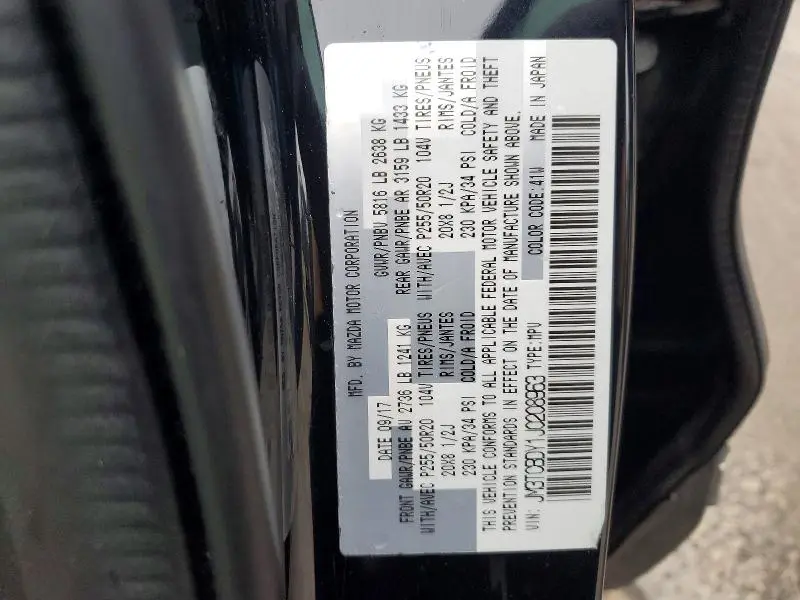 MFD. BY MAZDA MOTOR CORPORATION
DATE 09/17 GVWR/PNBV 5816 LB 2638 KG
FRONT GAWR/PNBE AV 2736 LB 1241 KG REAR GAWR/PNBE AR 3159 LB 1433 KG
WITH/AVEC P255/50R20 104V TIRES/PNEUS WITH/AVEC P255/50R20 104V TIRES/PNEUS
20X8 1/2J RIMS/JANTES 20X8 1/2J RIMS/JANTES
230 KPA/34 PSI COLD/A FROID 230 KPA/34 PSI COLD/A FROID
THIS VEHICLE CONFORMS TO ALL APPLICABLE FEDERAL MOTOR VEHICLE SAFETY AND THEFT
PREVENTION STANDARDS IN EFFECT ON THE DATE OF MANUFACTURE SHOWN ABOVE.
VIN: JM3TCBDY1J0208963 TYPE:MPV COLOR CODE:41W MADE IN JAPAN